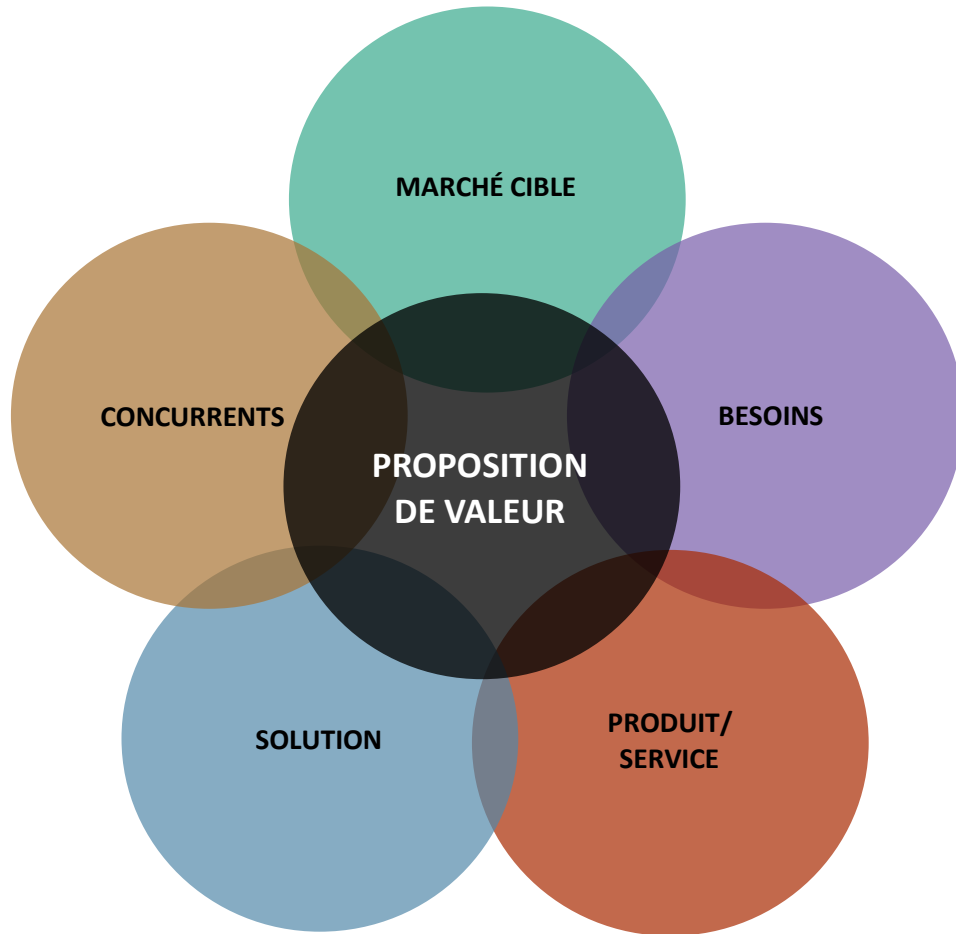 MARCHÉ CIBLE
CONCURRENTS
BESOINS
PROPOSITION
DE VALEUR
SOLUTION
PRODUIT/
SERVICE